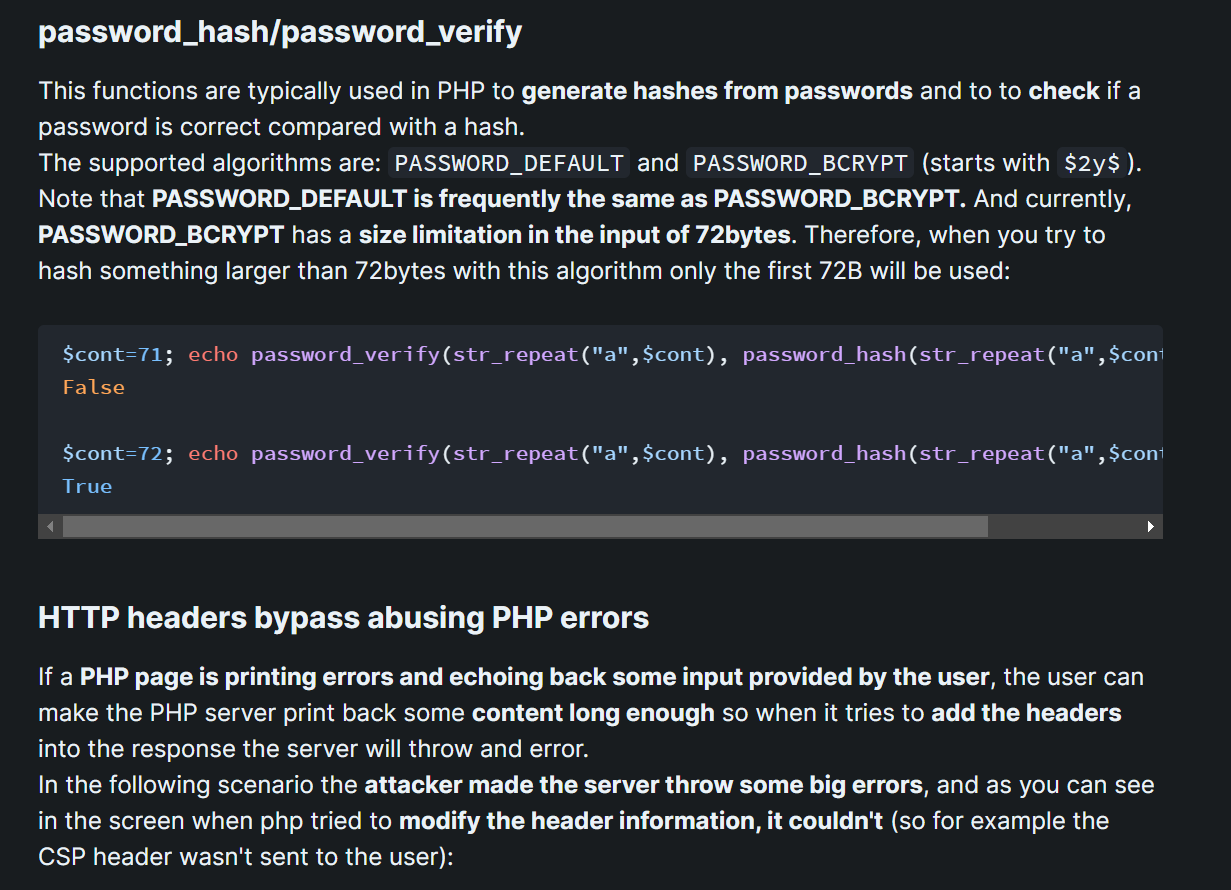 password_hash/password_verify
This functions are typically used in PHP to generate hashes from passwords and to to check if a
password is correct compared with a hash.
The supported algorithms are: PASSWORD_DEFAULT and PASSWORD_BCRYPT (starts with $2y$).
Note that PASSWORD_DEFAULT is frequently the same as PASSWORD_BCRYPT. And currently,
PASSWORD_BCRYPT has a size limitation in the input of 72bytes. Therefore, when you try to
hash something larger than 72bytes with this algorithm only the first 72B will be used:
$cont=71; echo password_verify(str_repeat("a",$cont), password_hash(str_repeat("a",$cont
False
$cont=72; echo password_verify(str_repeat("a",$cont), password_hash(str_repeat("a",$cont
True
HTTP headers bypass abusing PHP errors
If a PHP page is printing errors and echoing back some input provided by the user, the user can
make the PHP server print back some content long enough so when it tries to add the headers
into the response the server will throw and error.
In the following scenario the attacker made the server throw some big errors, and as you can see
in the screen when php tried to modify the header information, it couldn't (so for example the
CSP header wasn't sent to the user):